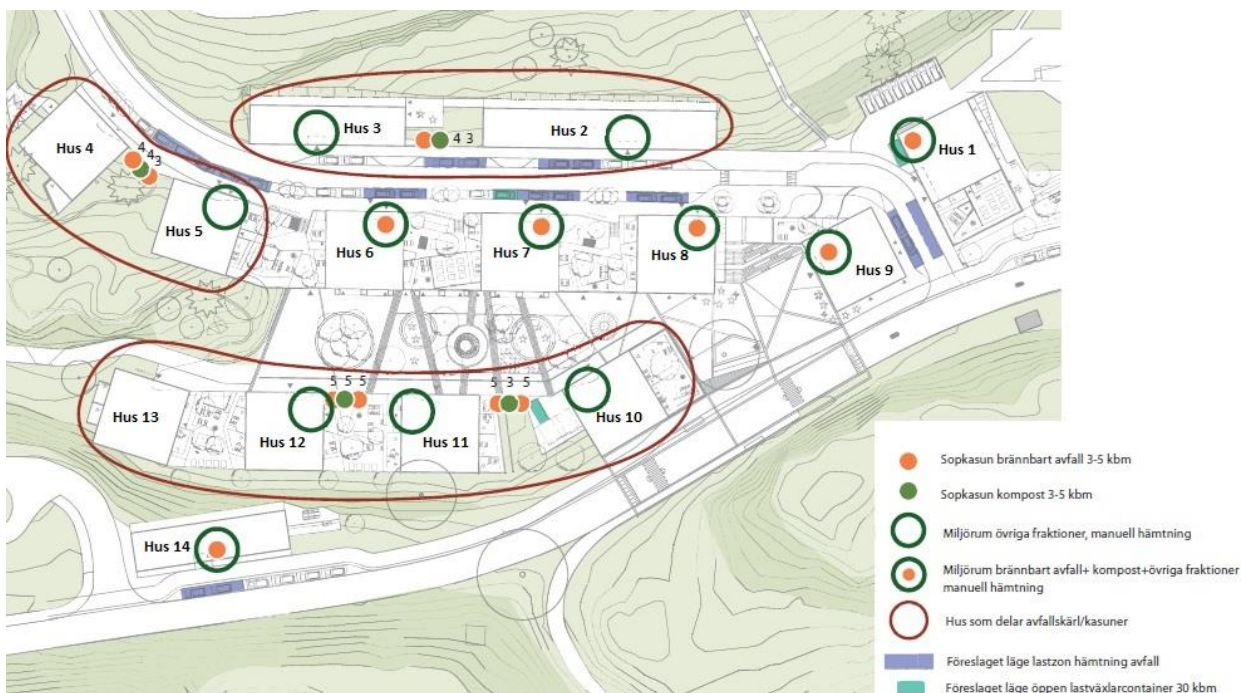 Hus 3
4 3
Hus 2
Hus 1
Hus 4
4
4
3
Hus 5
Hus 6
Hus 7
Hus 8
Hus 9
5 5 5
5 3 5
Hus 13
Hus 12
Hus 11
Hus 10
Hus 14
Sopkasun brännbart avfall 3-5 kbm
Sopkasun kompost 3-5 kbm
Miljörum övriga fraktioner, manuell hämtning
Miljörum brännbart avfall+ kompost+övriga fraktioner
manuell hämtning
Hus som delar avfallskärl/kasuner
Föreslaget läge lastzon hämtning avfall
Föreslaget läge öppen lastväxlarcontainer 30 kbm